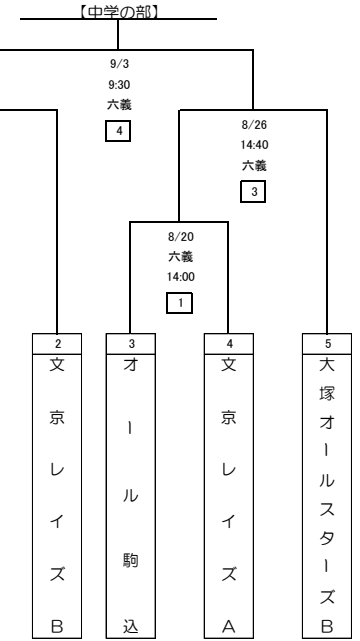 【中学の部】
9/3
9:30
六義
4
8/26
14:40
六義
3
8/20
六義
14:00
1
2
文京レイズB
3
オール駒込
4
文京レイズA
5
大塚オールスターズB